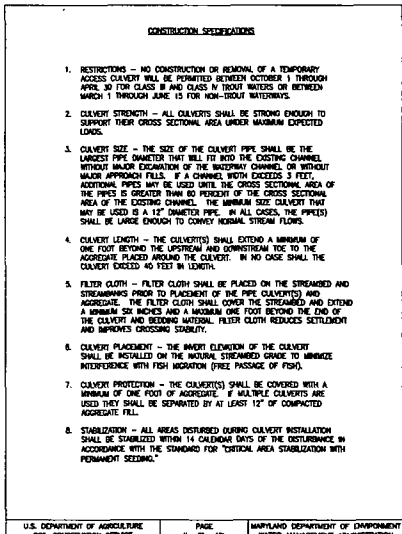 CONSTRUCTION SPECIFICATIONS
1. RESTRICTIONS - NO CONSTRUCTION OR REMOVAL OF A TEMPORARY
ACCESS CULVERT WILL BE PERMITTED BETWEEN OCTOBER 1 THROUGH
APRIL 30 FOR CLASS III AND CLASS IV TROUT WATERS OR BETWEEN
MARCH 1 THROUGH JUNE 15 FOR NON-TROUT WATERWAYS.
2. CULVERT STRENGTH - ALL CULVERTS SHALL BE STRONG ENOUGH TO
SUPPORT THEIR CROSS SECTIONAL AREA UNDER MAXIMUM EXPECTED
LOADS.
3. CULVERT SIZE - THE SIZE OF THE CULVERT PIPE SHALL BE THE
LARGEST PIPE DIAMETER THAT WILL FIT INTO THE EXISTING CHANNEL
WITHOUT MAJOR EXCAVATION OF THE WATERWAY CHANNEL OR WITHOUT
MAJOR APPROACH FILLS. IF A CHANNEL WIDTH EXCEEDS 3 FEET,
ADDITIONAL PIPES MAY BE USED UNTIL THE CROSS SECTIONAL AREA OF
THE PIPES IS GREATER THAN 60 PERCENT OF THE CROSS SECTIONAL
AREA OF THE EXISTING CHANNEL. THE MINIMUM SIZE CULVERT THAT
MAY BE USED IS A 12" DIAMETER PIPE. IN ALL CASES, THE PIPE(S)
SHALL BE LARGE ENOUGH TO CONVEY NORMAL STREAM FLOWS.
4. CULVERT LENGTH - THE CULVERT(S) SHALL EXTEND A MINIMUM OF
ONE FOOT BEYOND THE UPSTREAM AND DOWNSTREAM TOE TO THE
AGGREGATE PLACED AROUND THE CULVERT. IN NO CASE SHALL THE
CULVERT EXCEED 40 FEET IN LENGTH.
5. FILTER CLOTH - FILTER CLOTH SHALL BE PLACED ON THE STREAMBED AND
STREAMBANKS PRIOR TO PLACEMENT OF THE PIPE CULVERT(S) AND
AGGREGATE. THE FILTER CLOTH SHALL COVER THE STREAMBED AND EXTEND
A MINIMUM SIX INCHES AND A MAXIMUM ONE FOOT BEYOND THE END OF
THE CULVERT AND BEDDING MATERIAL. FILTER CLOTH REDUCES SETTLEMENT
AND IMPROVES CROSSING STABILITY.
6. CULVERT PLACEMENT - THE INVERT ELEVATION OF THE CULVERT
SHALL BE INSTALLED ON THE NATURAL STREAMBED GRADE TO MINIMIZE
INTERFERENCE WITH FISH MIGRATION (FREE PASSAGE OF FISH).
7. CULVERT PROTECTION - THE CULVERT(S) SHALL BE COVERED WITH A
MINIMUM OF ONE FOOT OF AGGREGATE. IF MULTIPLE CULVERTS ARE
USED THEY SHALL BE SEPARATED BY AT LEAST 12" OF COMPACTED
AGGREGATE FILL.
8. STABILIZATION - ALL AREAS DISTURBED DURING CULVERT INSTALLATION
SHALL BE STABILIZED WITHIN 14 CALENDAR DAYS OF THE DISTURBANCE IN
ACCORDANCE WITH THE STANDARD FOR "CRITICAL AREA STABILIZATION WITH
PERMANENT SEEDING."
U.S. DEPARTMENT OF AGRICULTURE PAGE MARYLAND DEPARTMENT OF ENVIRONMENT